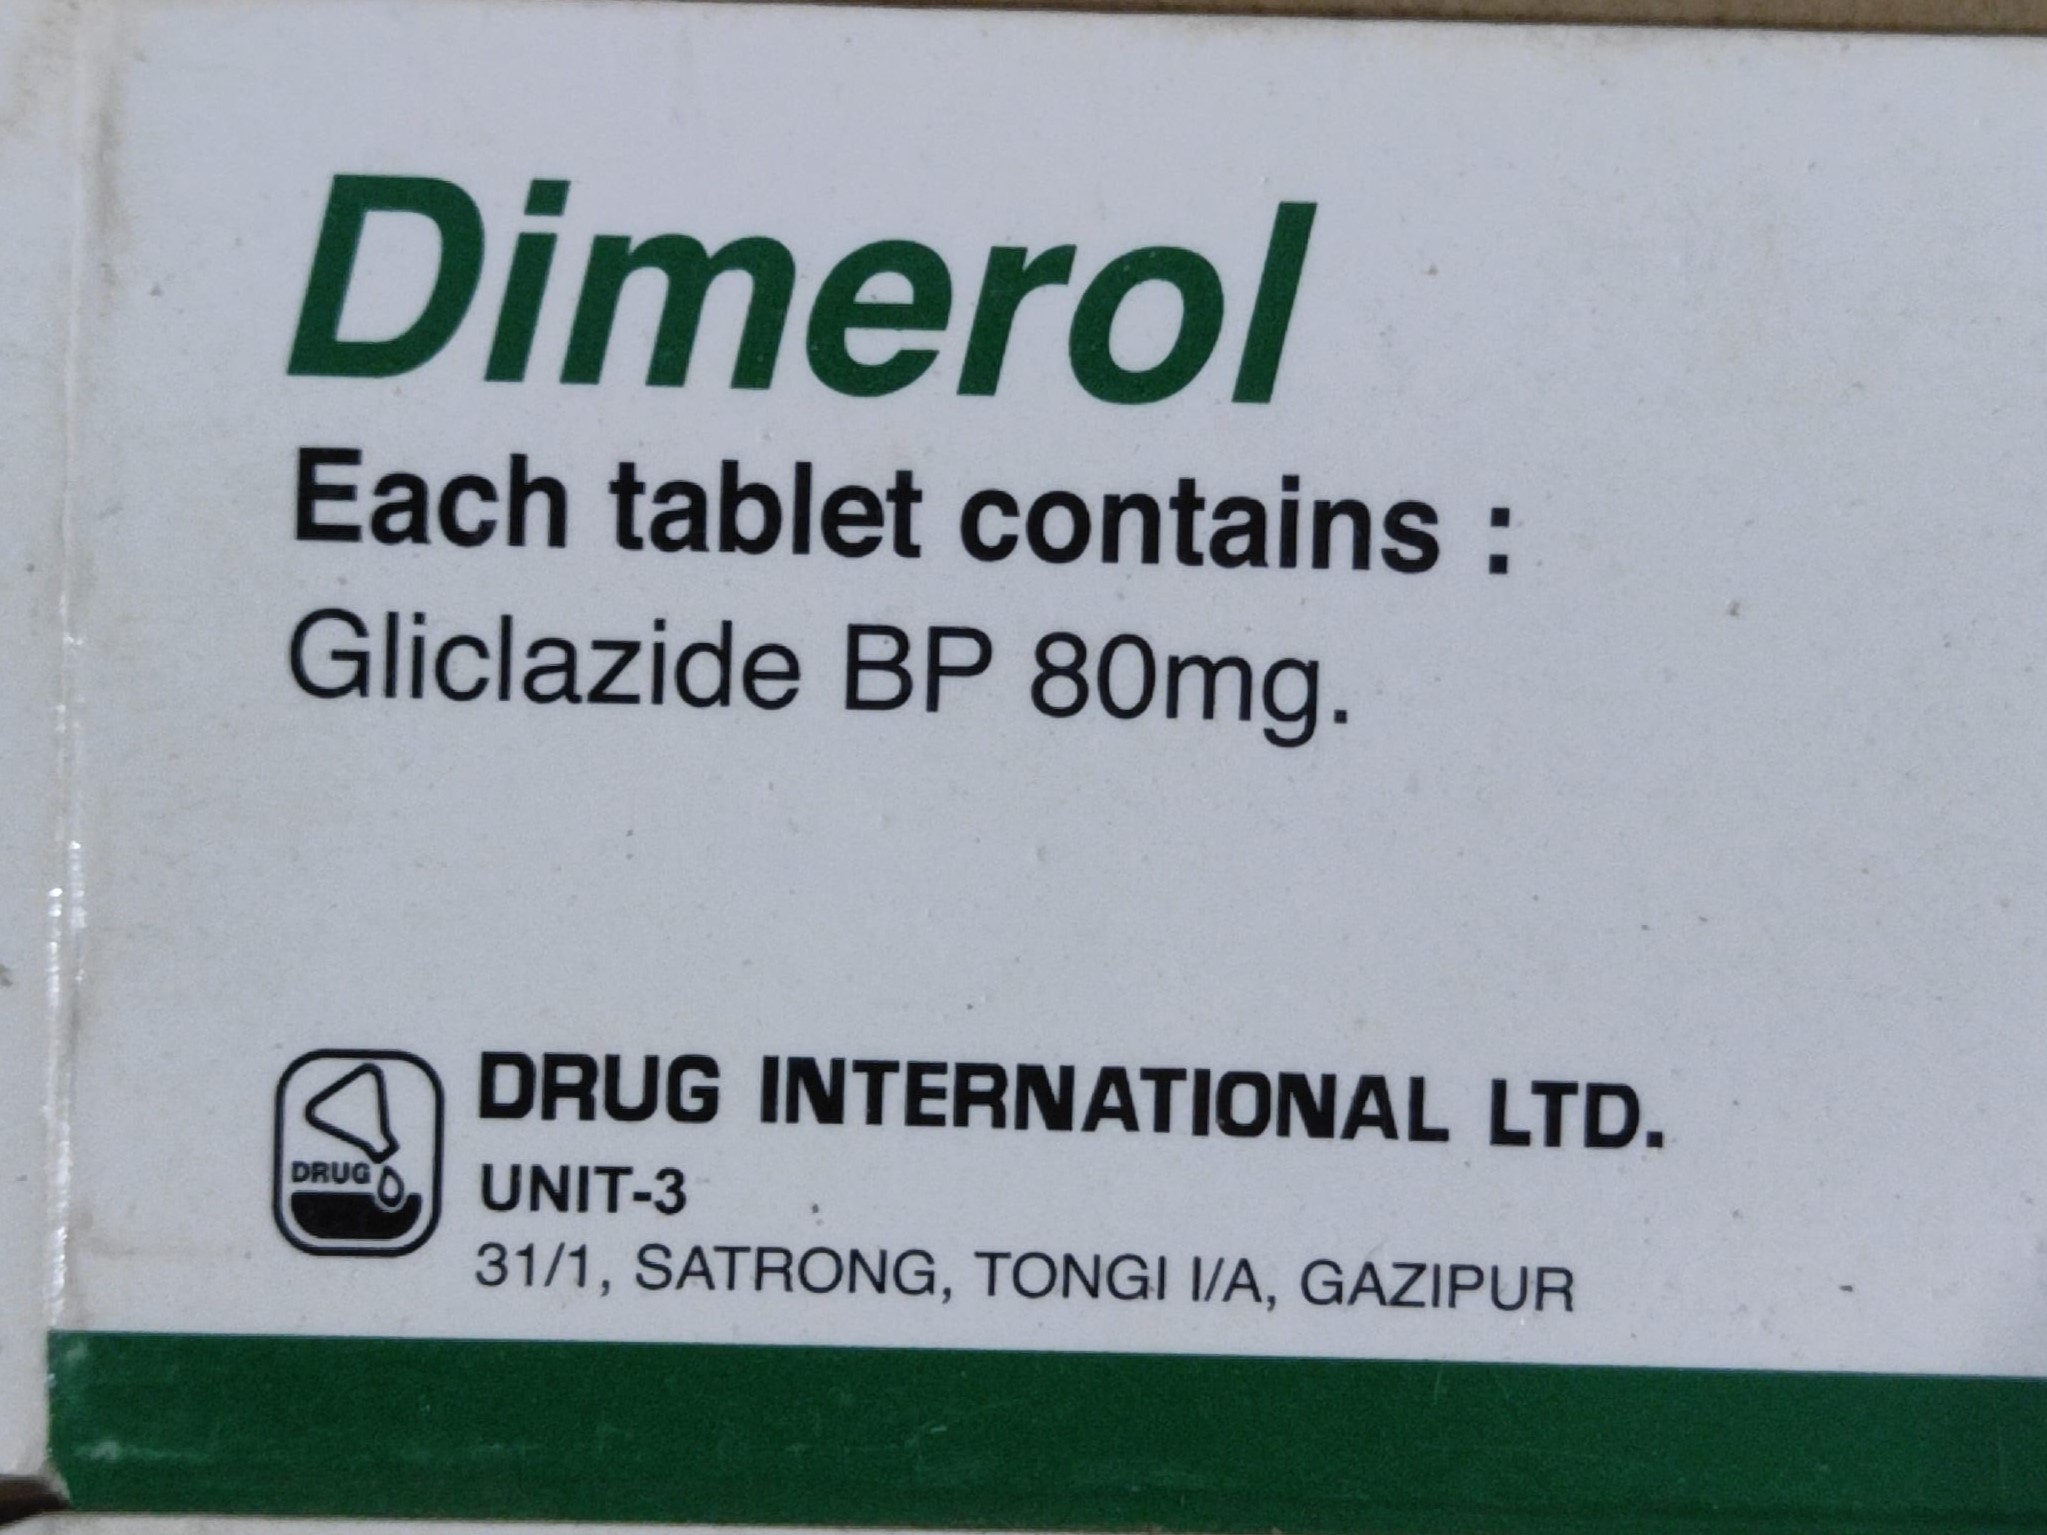 Dimerol
Each tablet contains :
Gliclazide BP 80mg.
DRUG
DRUG INTERNATIONAL LTD.
UNIT-3
31/1, SATRONG, TONGI I/A, GAZIPUR